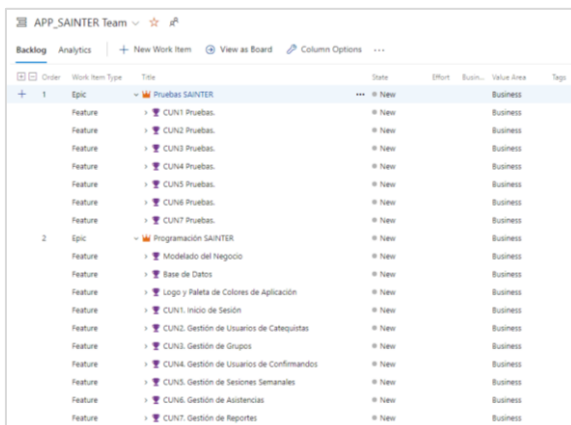 APP_SAINTER Team
Backlog Analytics New Work Item View as Board Column Options ...
Order Work Item Type Title State Effort Busin... Value Area Tags
1 Epic Pruebas SAINTER ... New Business
Feature CUN1 Pruebas. New Business
Feature CUN2 Pruebas. New Business
Feature CUN3 Pruebas. New Business
Feature CUN4 Pruebas. New Business
Feature CUN5 Pruebas. New Business
Feature CUN6 Pruebas. New Business
Feature CUN7 Pruebas. New Business
2 Epic Programación SAINTER New Business
Feature Modelado del Negocio New Business
Feature Base de Datos New Business
Feature Logo y Paleta de Colores de Aplicación New Business
Feature CUN1. Inicio de Sesión New Business
Feature CUN2. Gestión de Usuarios de Catequistas New Business
Feature CUN3. Gestión de Grupos New Business
Feature CUN4. Gestión de Usuarios de Confirmandos New Business
Feature CUN5. Gestión de Sesiones Semanales New Business
Feature CUN6. Gestión de Asistencias New Business
Feature CUN7. Gestión de Reportes New Business